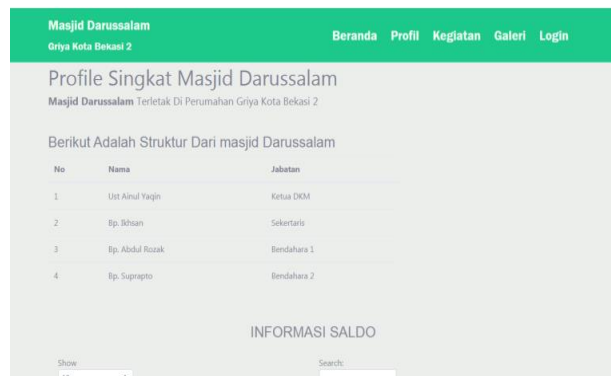 Masjid Darussalam
Griya Kota Bekasi 2
Beranda Profil Kegiatan Galeri Login
Profile Singkat Masjid Darussalam
Masjid Darussalam Terletak Di Perumahan Griya Kota Bekasi 2
Berikut Adalah Struktur Dari masjid Darussalam
No Nama Jabatan
1 Ust Ainul Yaqin Ketua DKM
2 Bp. Ikhsan Sekertaris
3 Bp. Abdul Rozak Bendahara 1
4 Bp. Suprapto Bendahara 2
INFORMASI SALDO
Show Search: